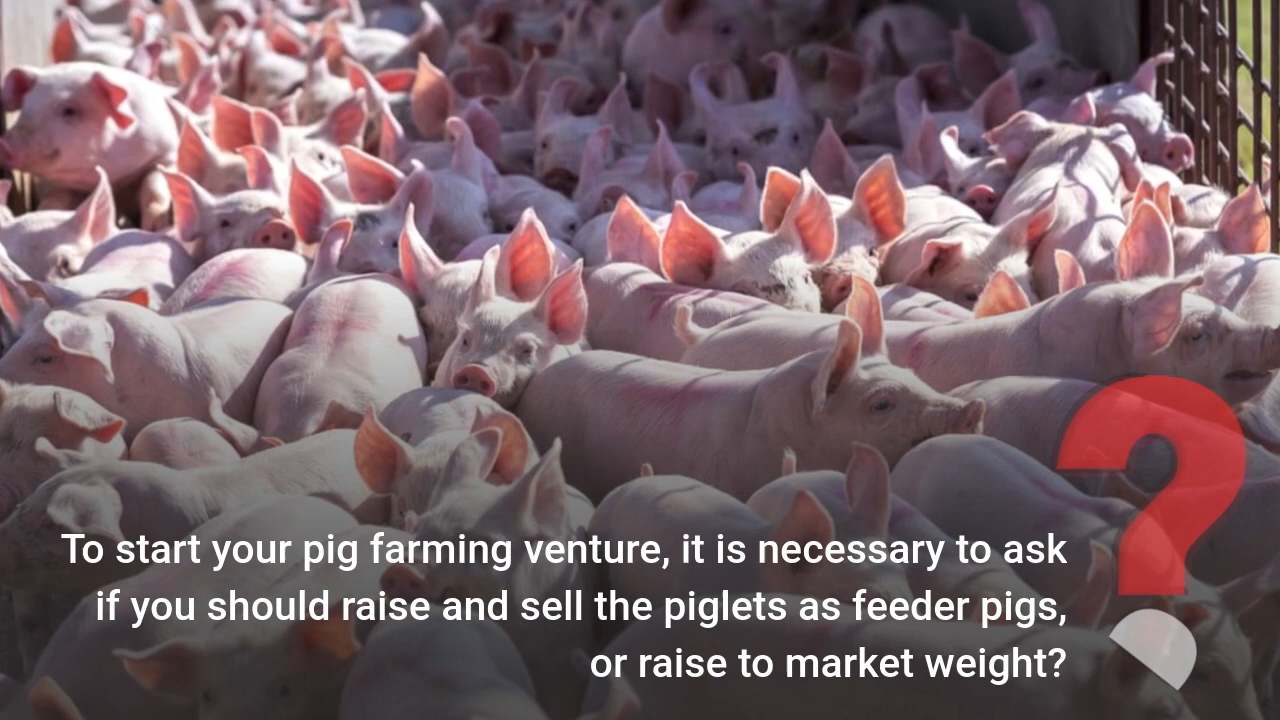 To start your pig farming venture, it is necessary to ask
if you should raise and sell the piglets as feeder pigs,
or raise to market weight?
?